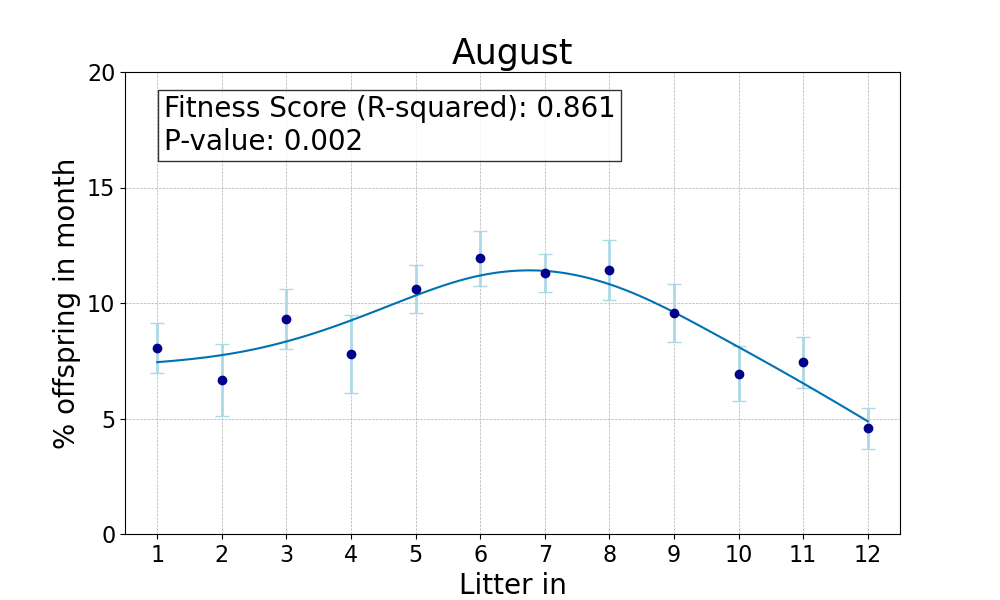 August
Fitness Score (R-squared): 0.861
P-value: 0.002
% offspring in month
20
15
10
5
0
1 2 3 4 5 6 7 8 9 10 11 12
Litter in